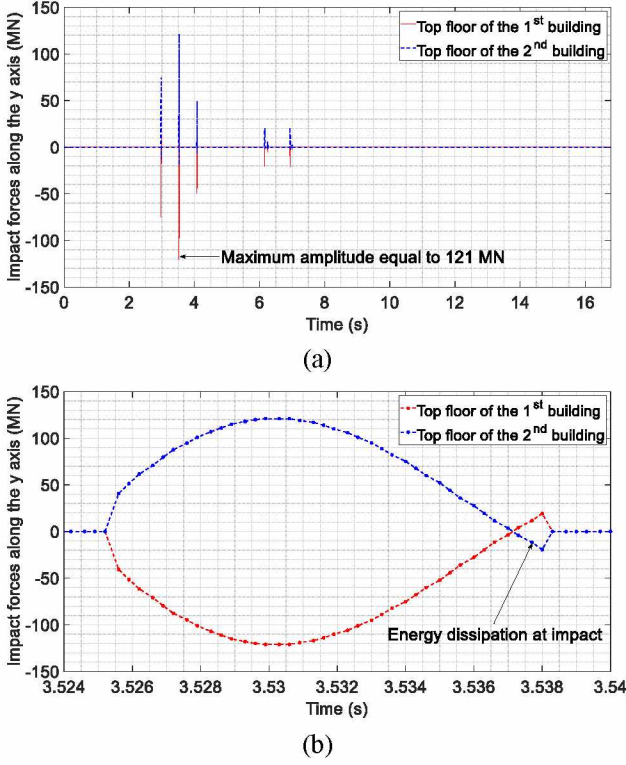 150
100
50
0
-50
-100
-150
Impact forces along the y axis (MN)
Top floor of the 1st building
Top floor of the 2nd building
Maximum amplitude equal to 121 MN
0 2 4 6 8 10 12 14 16
Time (s)
(a)
150
100
50
0
-50
-100
-150
Impact forces along the y axis (MN)
Top floor of the 1st building
Top floor of the 2nd building
Energy dissipation at impact
3.524 3.526 3.528 3.53 3.532 3.534 3.536 3.538 3.54
Time (s)
(b)